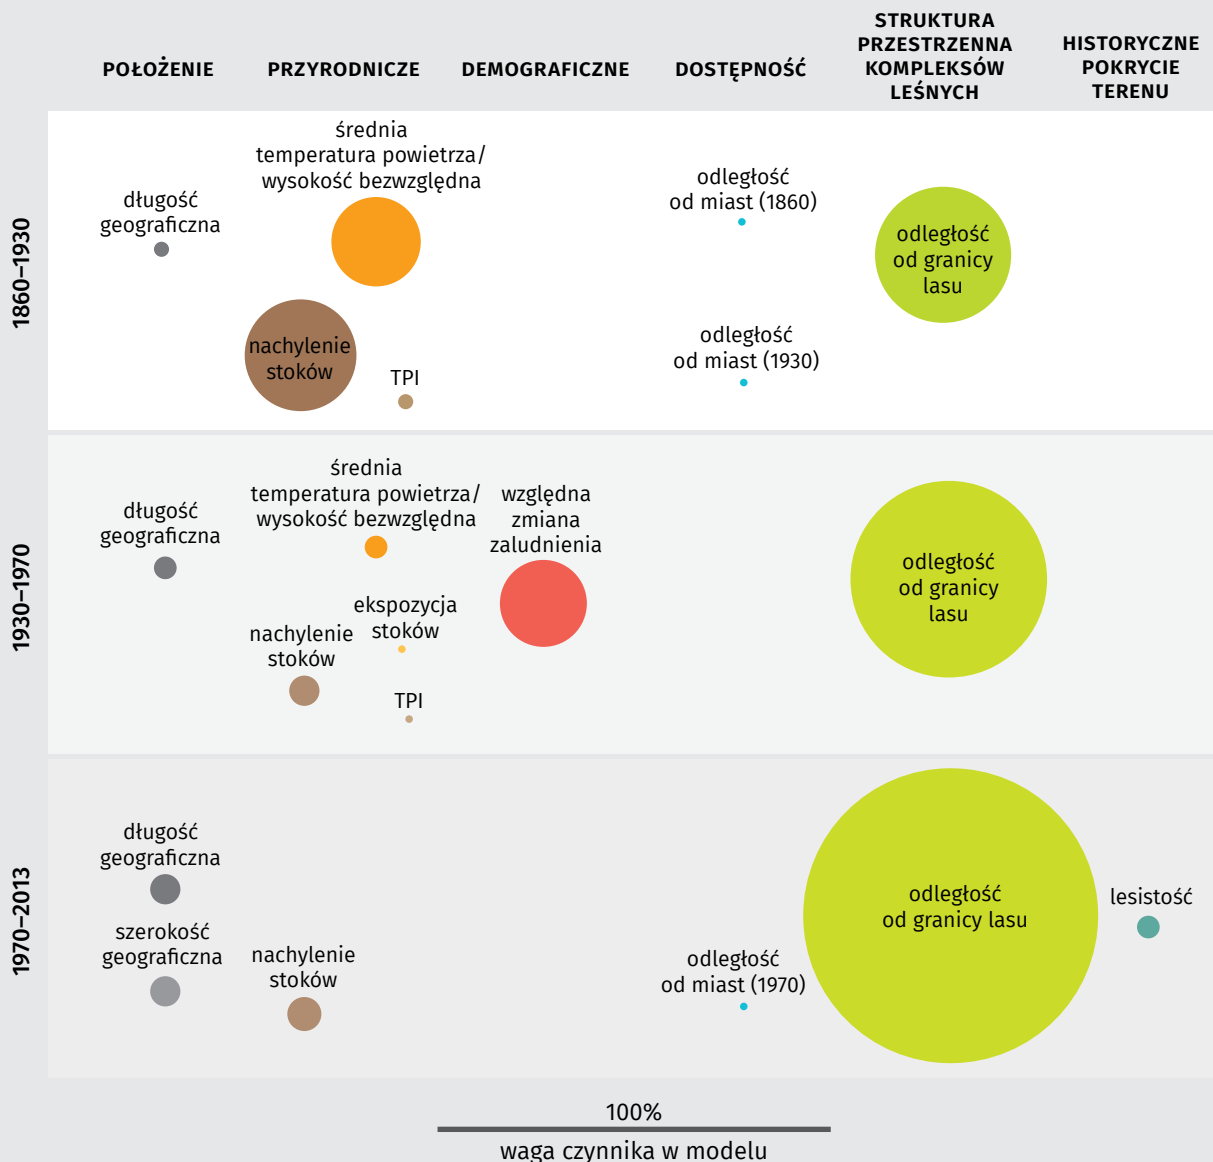 POŁOŻENIE
PRZYRODNICZE
DEMOGRAFICZNE
DOSTĘPNOŚĆ
STRUKTURA
PRZESTRZENNA
KOMPLEKSÓW
LEŚNYCH
HISTORYCZNE
POKRYCIE
TERENU
1860–1930
długość
geograficzna
średnia
temperatura powietrza/
wysokość bezwzględna
nachylenie
stoków
TPI
odległość
od miast (1860)
odległość
od miast (1930)
odległość
od granicy
lasu
1930–1970
długość
geograficzna
średnia
temperatura powietrza/
wysokość bezwzględna
nachylenie
stoków
ekspozycja
stoków
TPI
względna
zmiana
zaludnienia
odległość
od granicy
lasu
1970–2013
długość
geograficzna
szerokość
geograficzna
nachylenie
stoków
odległość
od miast (1970)
odległość
od granicy lasu
lesistość
100%
waga czynnika w modelu